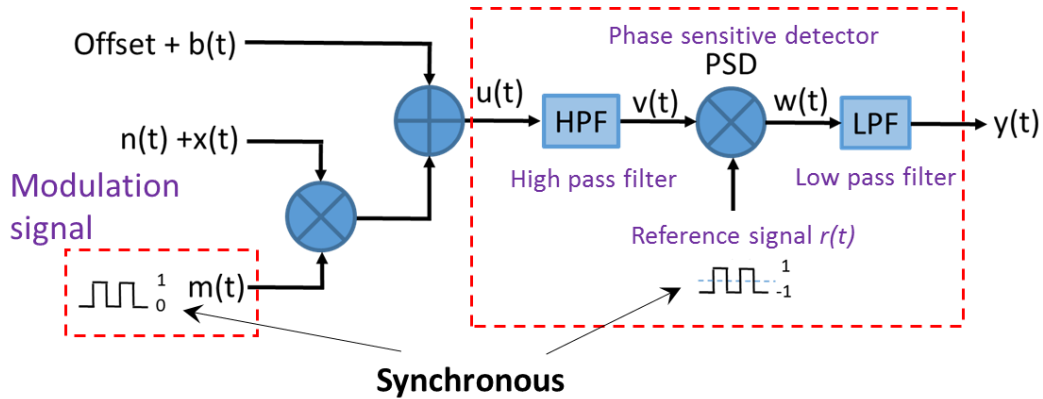 Offset + b(t)
Phase sensitive detector
PSD
u(t)
HPF
v(t)
w(t)
LPF
y(t)
n(t) +x(t)
High pass filter
Low pass filter
Modulation
signal
Reference signal r(t)
1
0
m(t)
1
-1
Synchronous